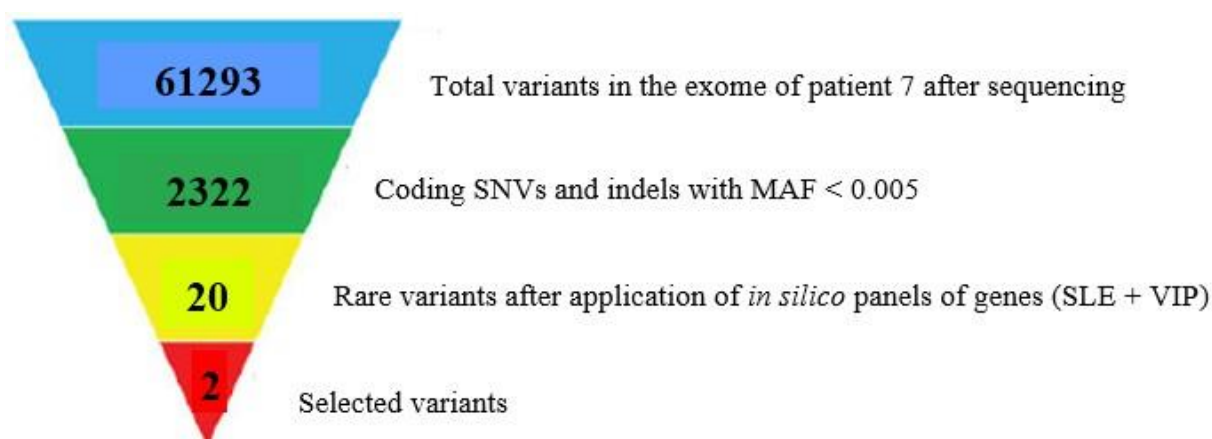 61293 Total variants in the exome of patient 7 after sequencing
2322 Coding SNVs and indels with MAF < 0.005
20 Rare variants after application of in silico panels of genes (SLE + VIP)
2 Selected variants